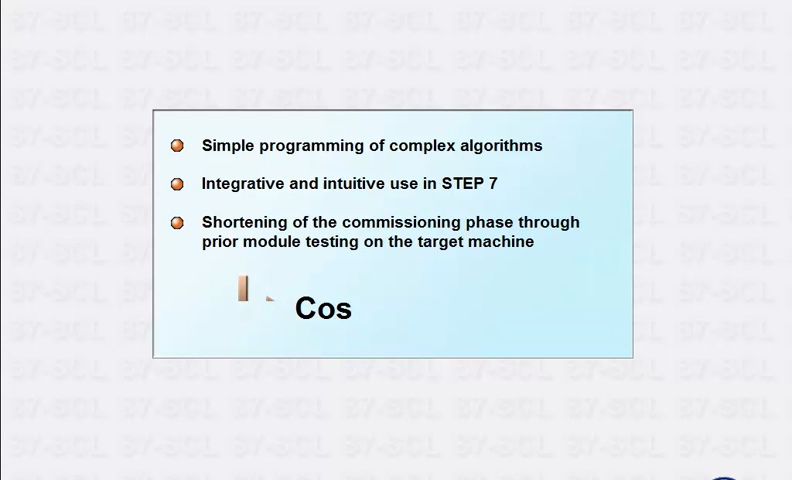 Simple programming of complex algorithms
Integrative and intuitive use in STEP 7
Shortening of the commissioning phase through
prior module testing on the target machine
Cos